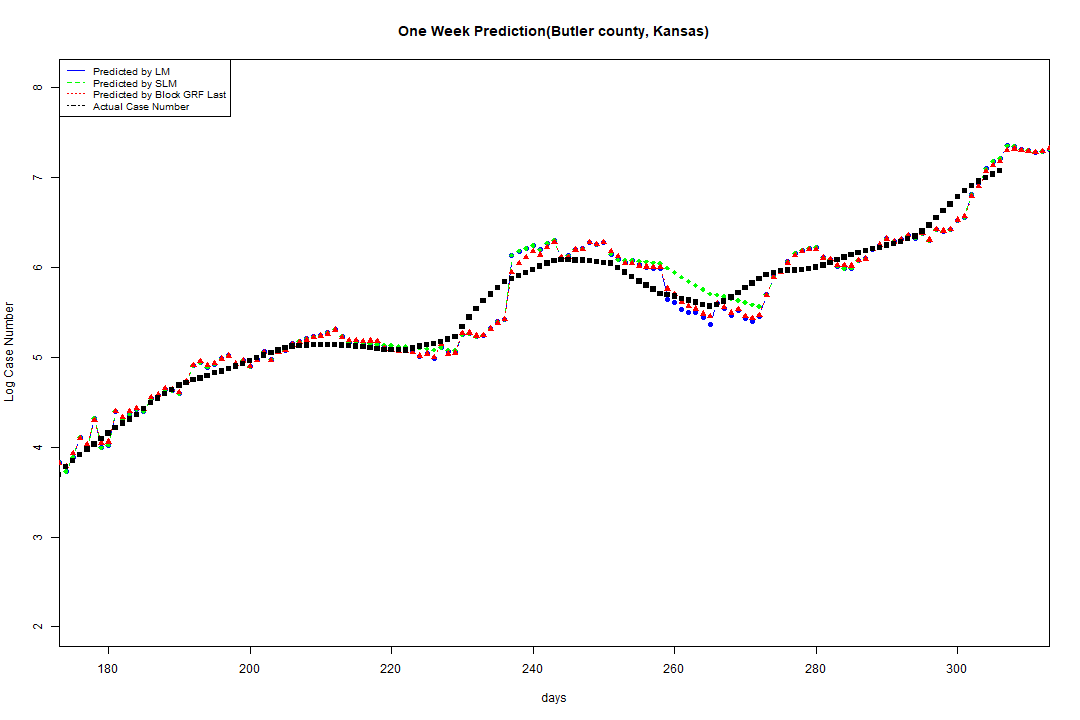 One Week Prediction(Butler county, Kansas)
Predicted by LM
Predicted by SLM
Predicted by Block GRF Last
Actual Case Number
8
7
6
5
4
3
2
Log Case Number
180 200 220 240 260 280 300
days